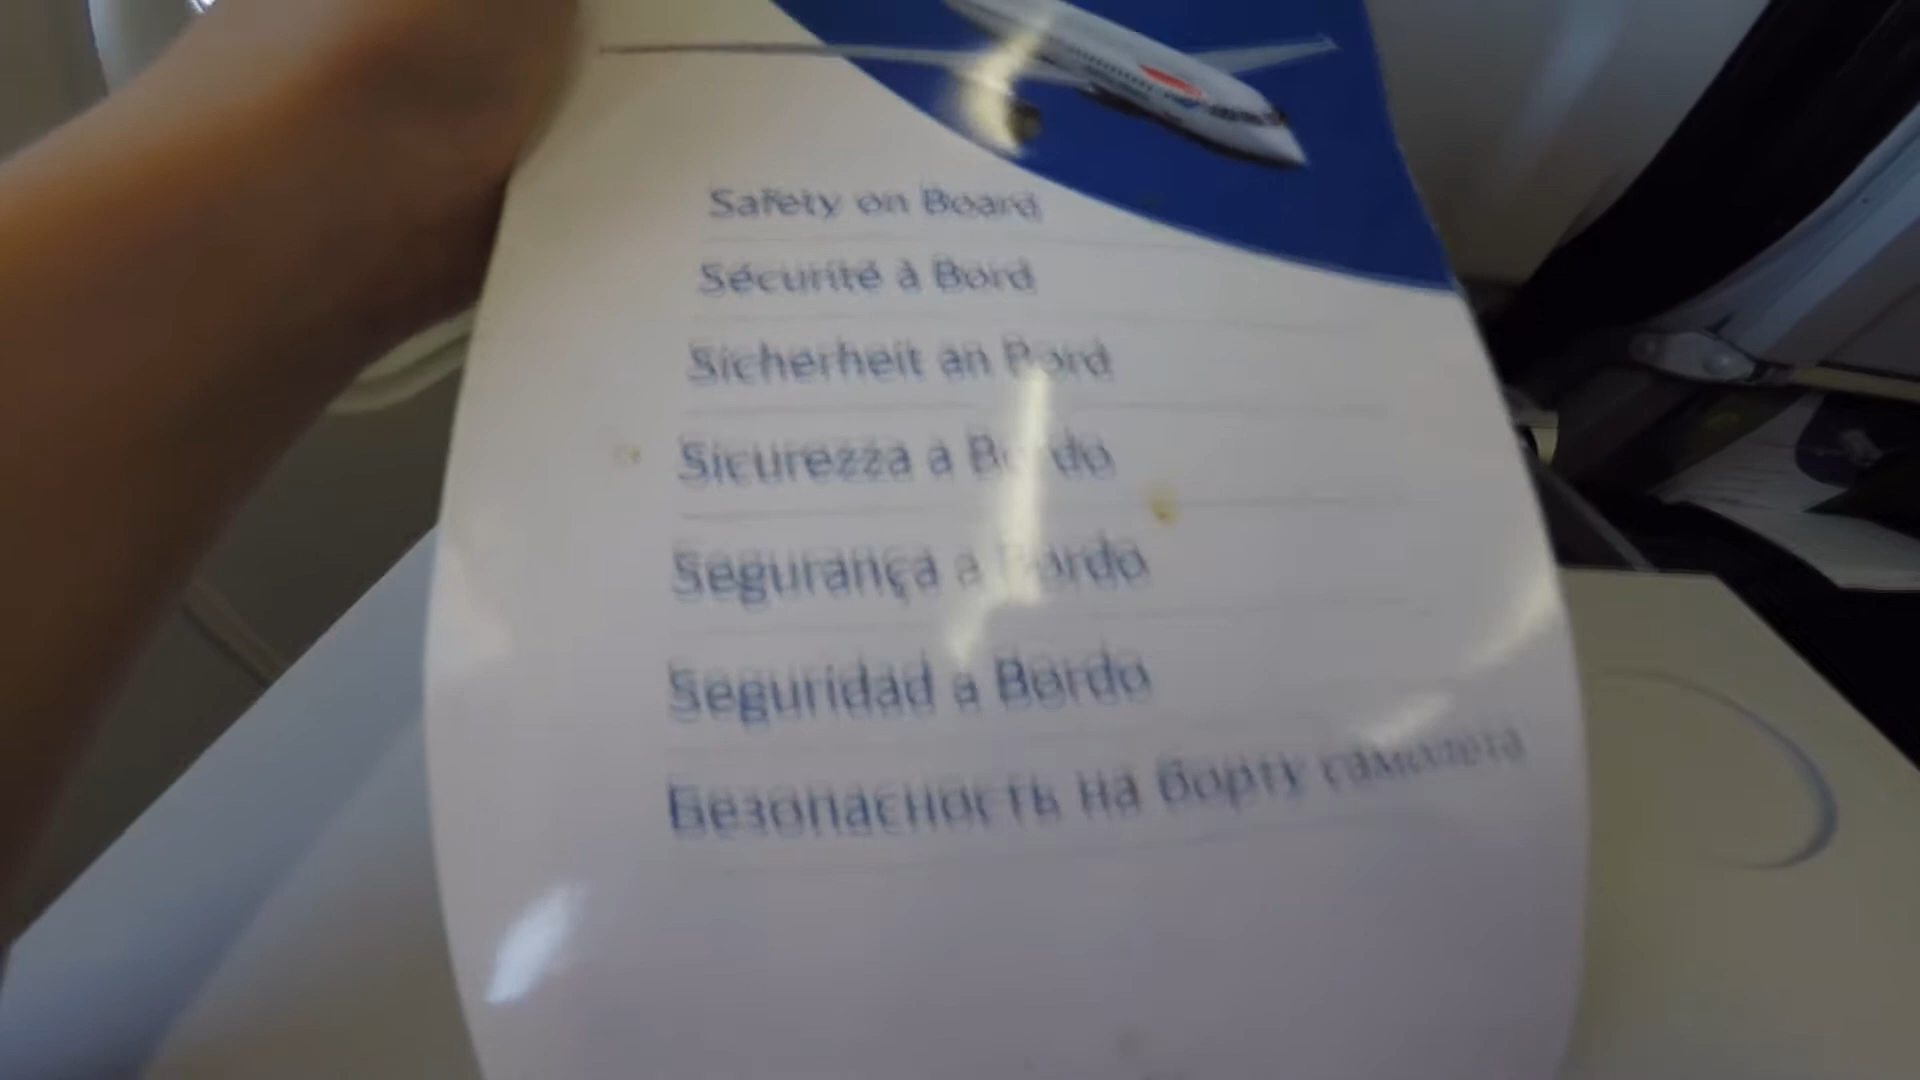 Safety on Board
Sécurité à Bord
Sicherheit an Bord
Sicurezza a Bordo
Segurança a Bordo
Seguridad a Bordo
Безопасность на борту самолета